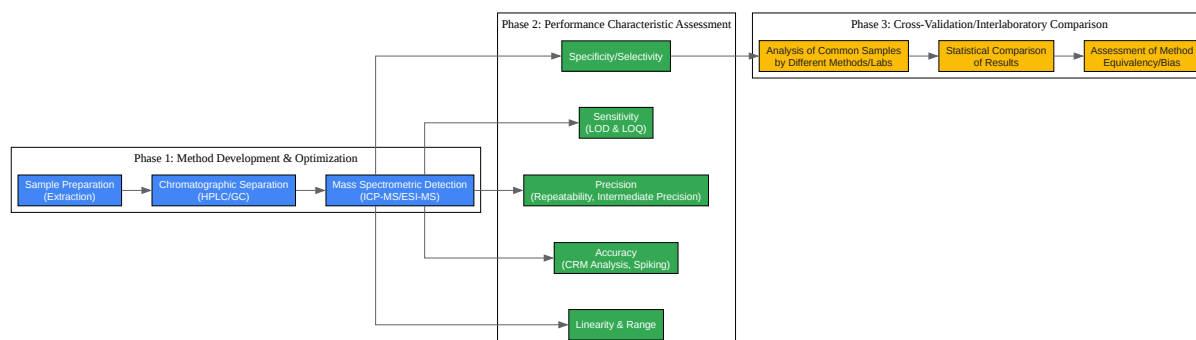 Phase 1: Method Development & Optimization
Sample Preparation
(Extraction)
Chromatographic Separation
(HPLC/GC)
Mass Spectrometric Detection
(ICP-MS/ESI-MS)
Phase 2: Performance Characteristic Assessment
Specificity/Selectivity
Sensitivity
(LOD & LOQ)
Precision
(Repeatability, Intermediate Precision)
Accuracy
(CRM Analysis, Spiking)
Linearity & Range
Phase 3: Cross-Validation/Interlaboratory Comparison
Analysis of Common Samples
by Different Methods/Labs
Statistical Comparison
of Results
Assessment of Method
Equivalency/Bias